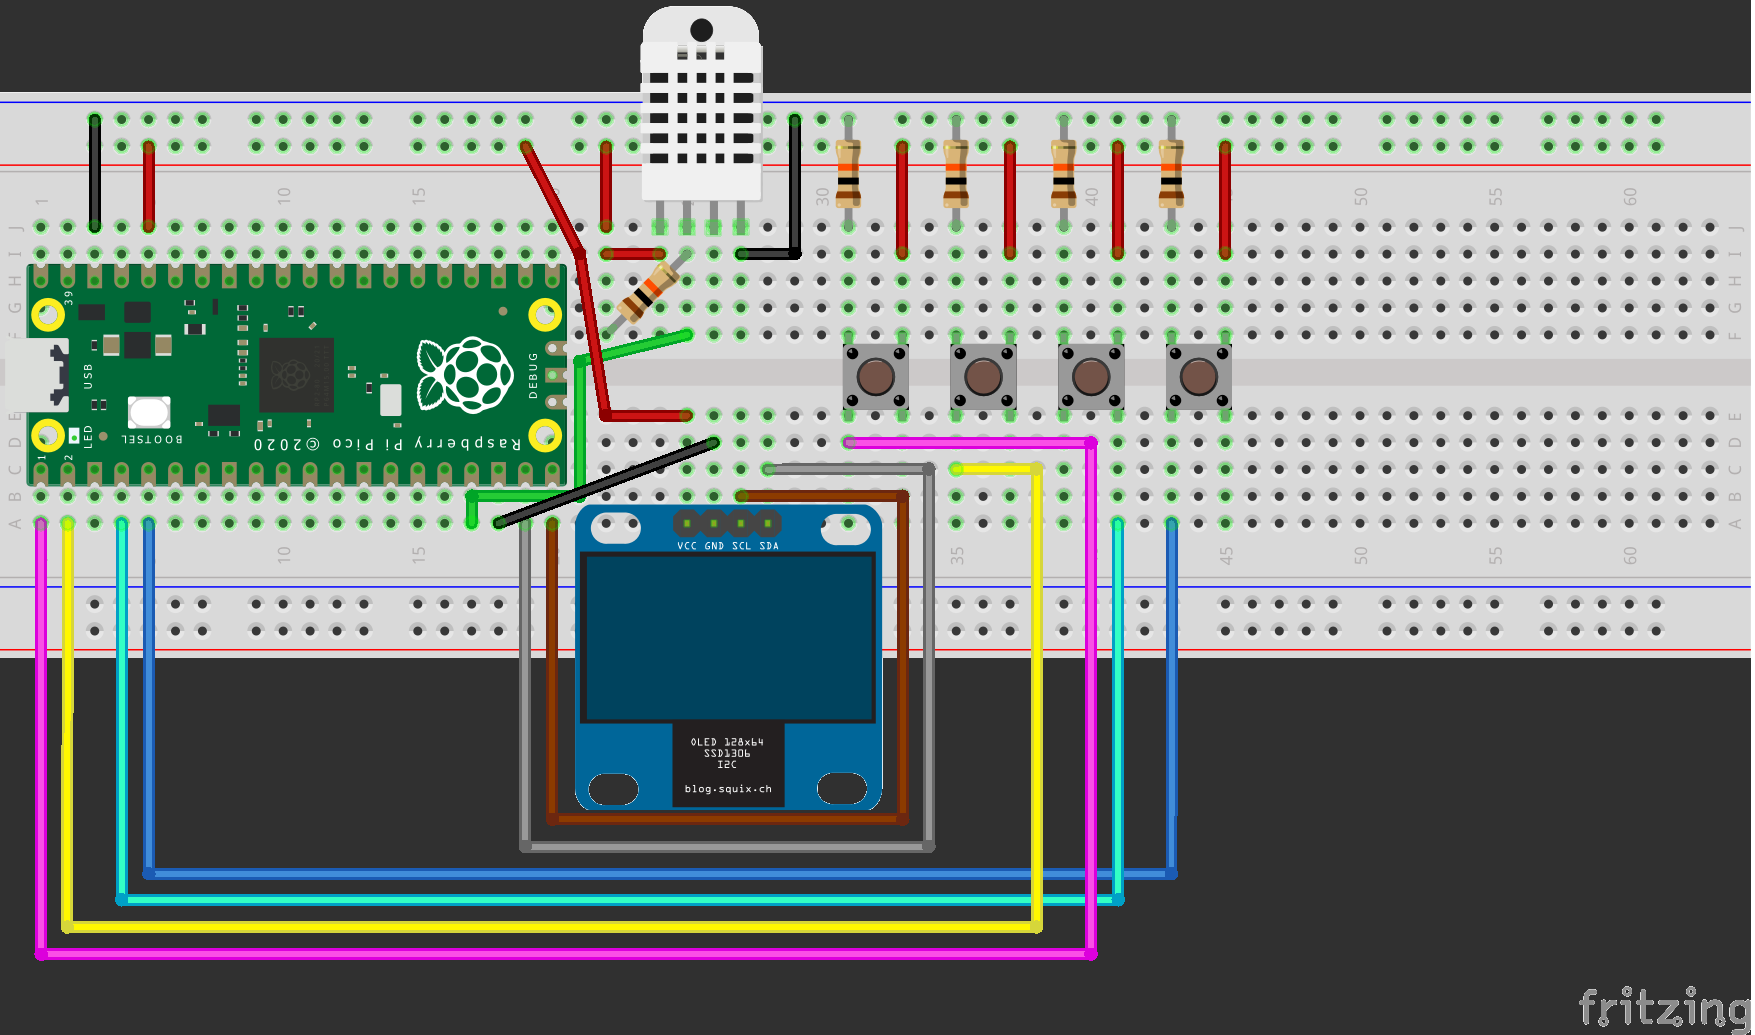 1
15
10
30
40
50
55
60
J
J
I
I
H
H
G
G
F
F
39
USB
DEBUG
LED
BOOTSEL
Raspberry Pi Pico ©2020
1
2
E
E
D
D
C
C
B
B
A
A
VCC GND SCL SDA
10
15
35
45
50
55
60
OLED 128x64
SSD1306
I2C
blog.squix.ch
fritzing